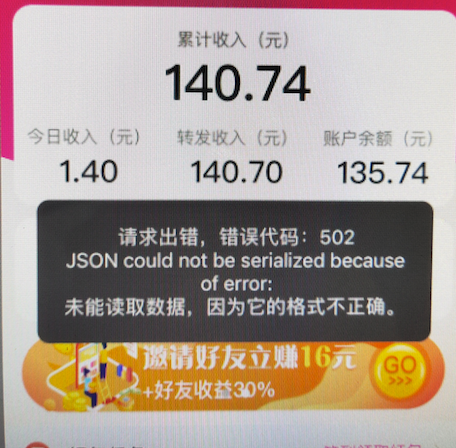 累计收入（元）
140.74
今日收入（元） 转发收入（元） 账户余额（元）
1.40 140.70 135.74
请求出错，错误代码：502
JSON could not be serialized because
of error:
未能读取数据，因为它的格式不正确。
邀请好友立赚16元
+好友收益30%
GO
>>>